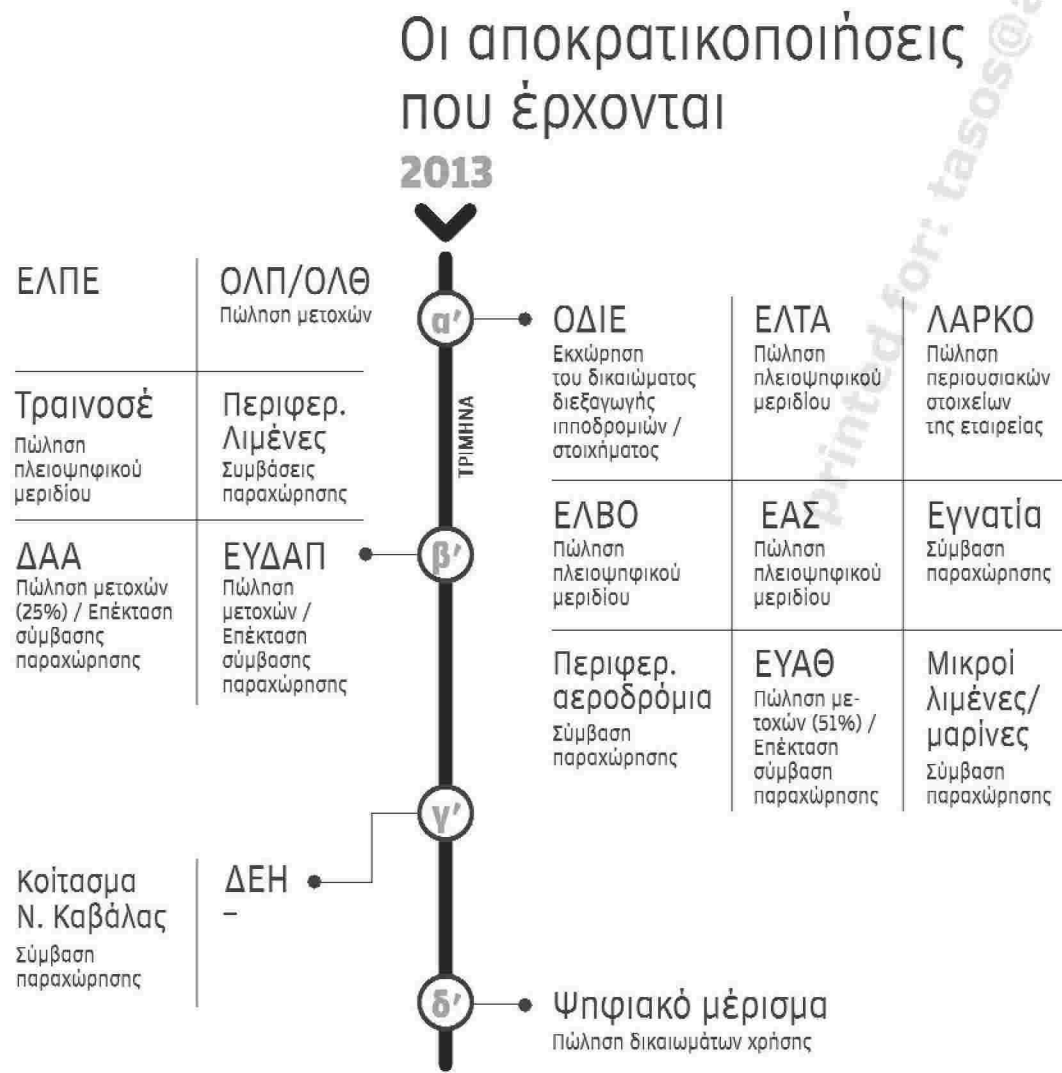 Οι αποκρατικοποιήσεις
που έρχονται
2013
ΤΡΙΜΗΝΑ
α'
ΟΔΙΕ
Εκχώρηση
του δικαιώματος
διεξαγωγής
ιπποδρομιών /
στοιχήματος
ΕΛΤΑ
Πώληση
πλειοψηφικού
μεριδίου
ΛΑΡΚΟ
Πώληση
περιουσιακών
στοιχείων
της εταιρείας
ΕΛΒΟ
Πώληση
πλειοψηφικού
μεριδίου
ΕΑΣ
Πώληση
πλειοψηφικού
μεριδίου
Εγνατία
Σύμβαση
παραχώρησης
Περιφερ.
αεροδρόμια
Σύμβαση
παραχώρησης
ΕΥΑΘ
Πώληση με-
τοχών (51%) /
Επέκταση
σύμβαση
παραχώρησης
Μικροί
λιμένες/
μαρίνες
Σύμβαση
παραχώρησης
β'
ΕΛΠΕ
ΟΛΠ/ΟΛΘ
Πώληση μετοχών
Τραινοσέ
Πώληση
πλειοψηφικού
μεριδίου
Περιφερ.
Λιμένες
Συμβάσεις
παραχώρησης
ΔΑΑ
Πώληση μετοχών
(25%) / Επέκταση
σύμβασης
παραχώρησης
ΕΥΔΑΠ
Πώληση
μετοχών /
Επέκταση
σύμβασης
παραχώρησης
γ'
Κοίτασμα
Ν. Καβάλας
Σύμβαση
παραχώρησης
ΔΕΗ
–
δ'
Ψηφιακό μέρισμα
Πώληση δικαιωμάτων χρήσης
printed for: